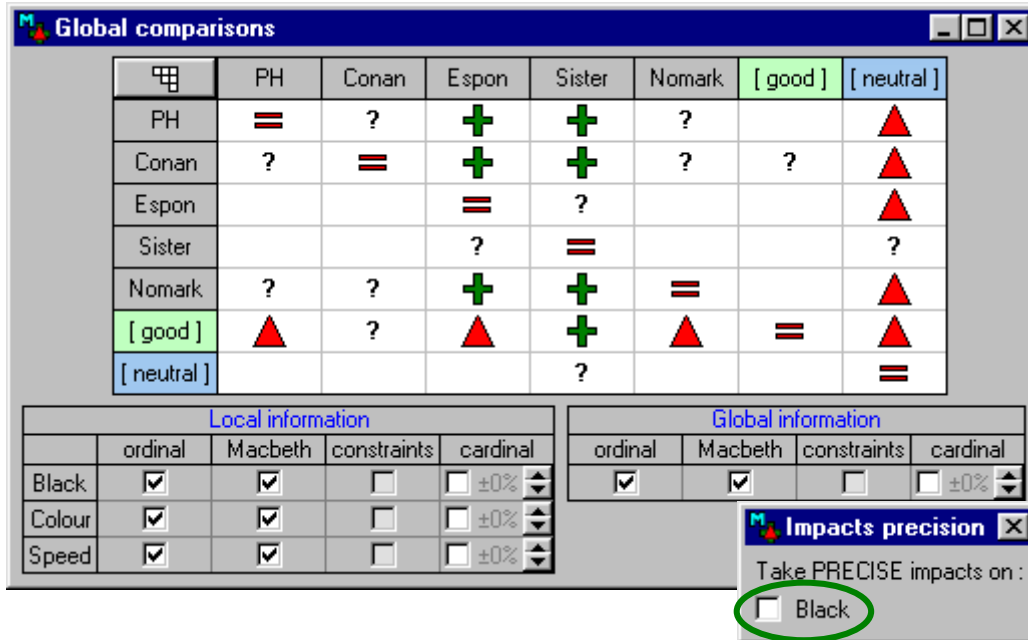 Global comparisons
PH Conan Espon Sister Nomark [ good ] [ neutral ]
PH = ? + + ?
Conan ? = + + ? ?
Espon = ?
Sister ? = ?
Nomark ? ? + + =
[ good ] ? + =
[ neutral ] ? =
Local information
ordinal Macbeth constraints cardinal
Black ±0%
Colour ±0%
Speed ±0%
Global information
ordinal Macbeth constraints cardinal
±0%
Impacts precision
Take PRECISE impacts on :
Black